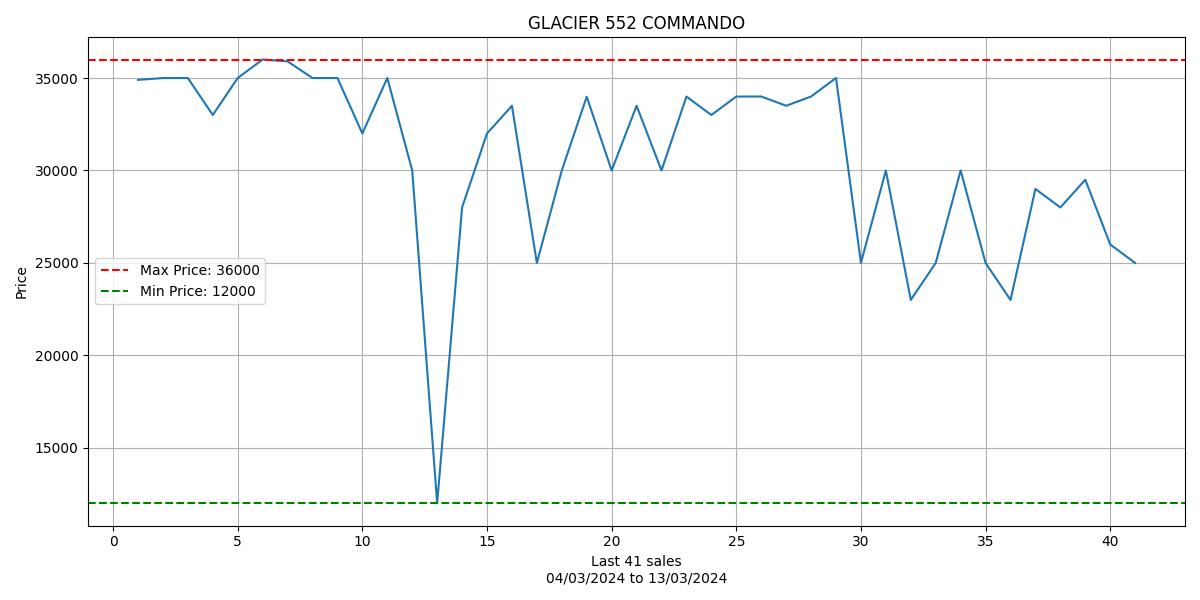 GLACIER 552 COMMANDO
Price
35000
30000
25000
20000
15000
Max Price: 36000
Min Price: 12000
0 5 10 15 20 25 30 35 40
Last 41 sales
04/03/2024 to 13/03/2024